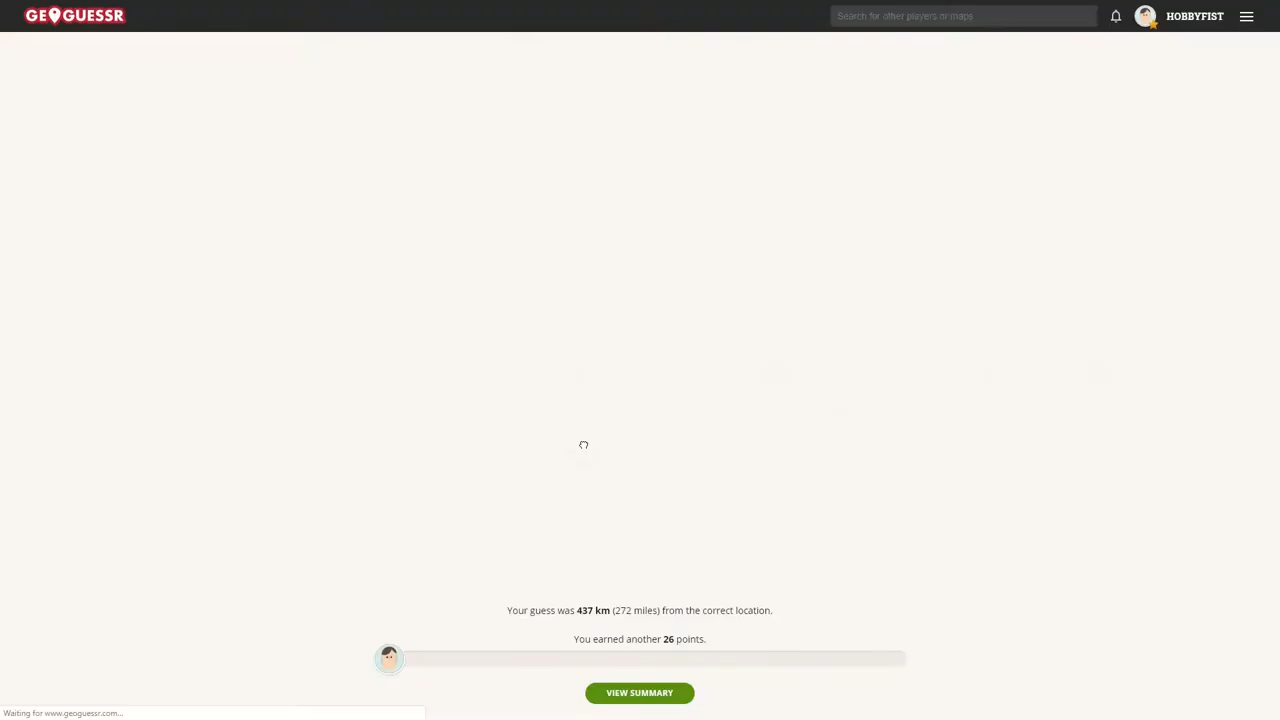 GEOGUESSR
Search for other players or maps
HOBBYFIST
Your guess was 437 km (272 miles) from the correct location.
You earned another 26 points.
VIEW SUMMARY
Waiting for www.geoguessr.com...